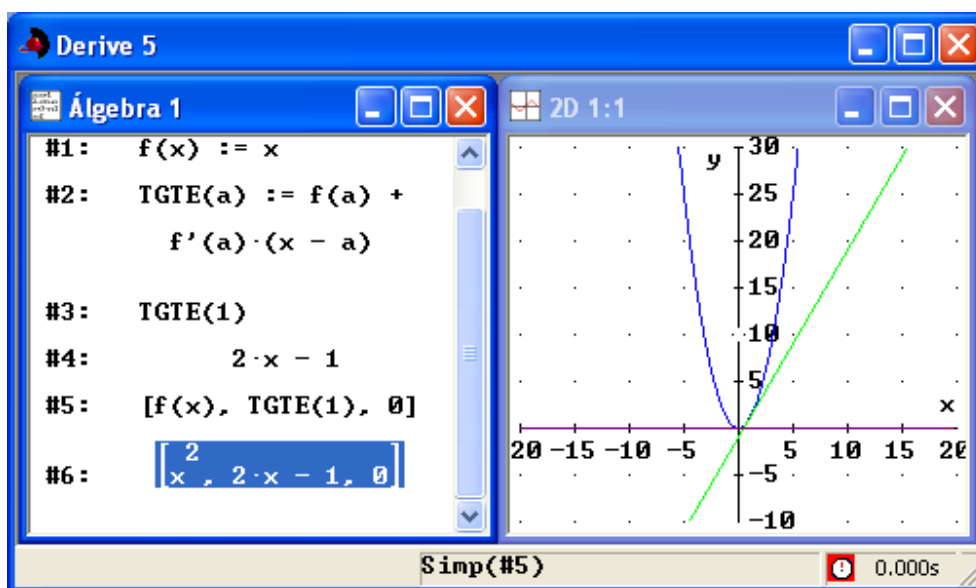 Derive 5
Álgebra 1
#1: f(x) := x
#2: TGTE(a) := f(a) +
f'(a)·(x - a)
#3: TGTE(1)
#4: 2·x - 1
#5: [f(x), TGTE(1), 0]
2
#6: [x , 2·x - 1, 0]
2D 1:1
y
30
25
20
15
10
5
x
20 -15 -10 -5 5 10 15 20
-5
-10
Simp(#5)
0.000s